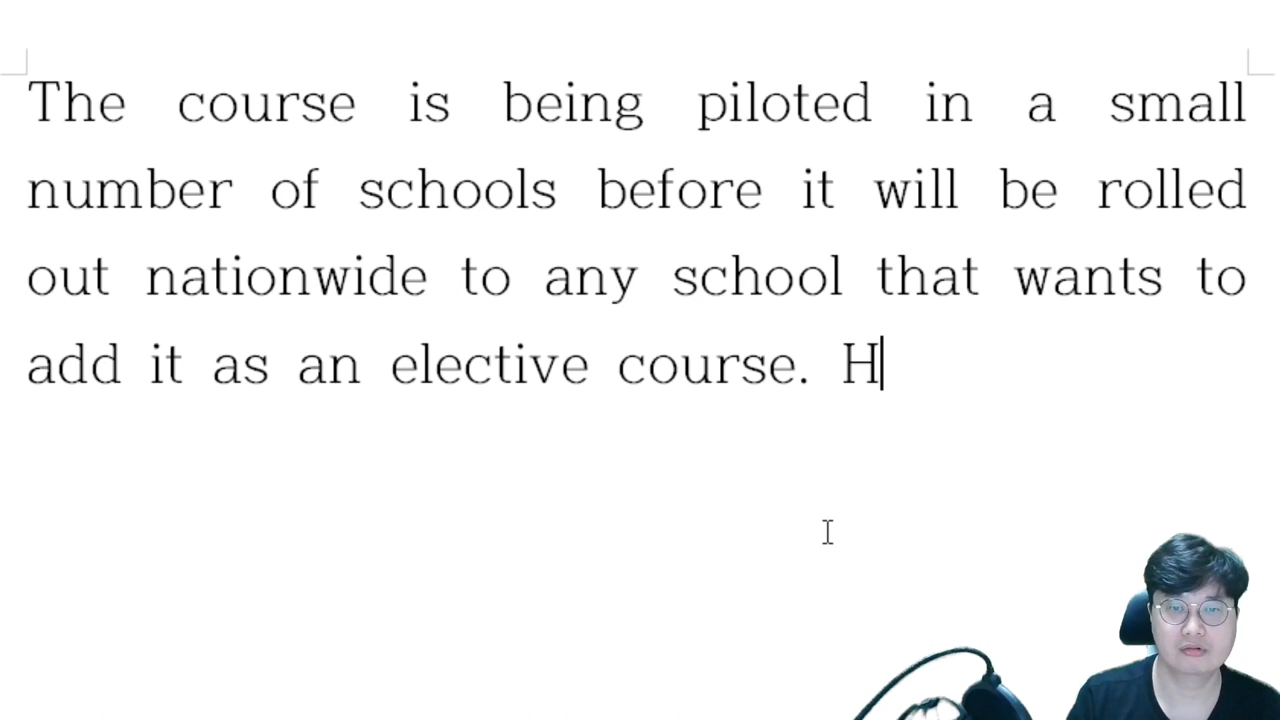 The course is being piloted in a small
number of schools before it will be rolled
out nationwide to any school that wants to
add it as an elective course. H